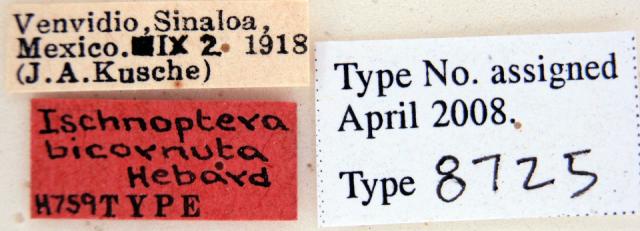 Venvidio, Sinaloa,
Mexico. IX 2 1918
(J.A.Kusche)
Ischnoptera
bicornuta
Hebard
H759 TYPE
Type No. assigned
April 2008.
Type 8725